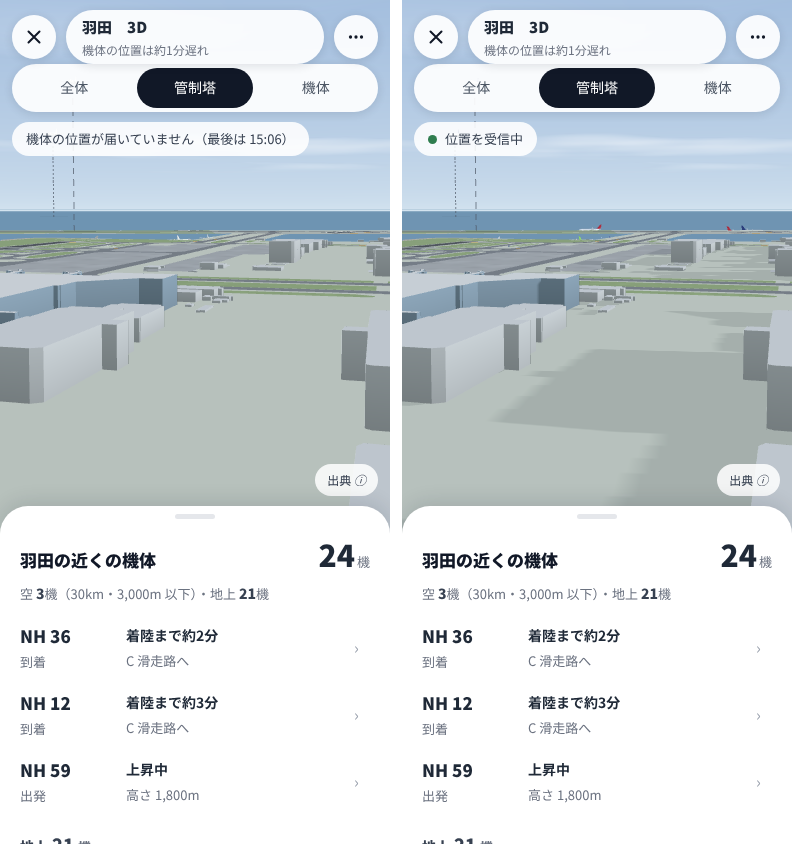 羽田 3D
機体の位置は約1分遅れ
全体 管制塔 機体
機体の位置が届いていません（最後は 15:06）
出典 ⓘ
羽田の近くの機体
24機
空 3機（30km・3,000m 以下）・地上 21機
NH 36 着陸まで約2分
到着 C 滑走路へ
NH 12 着陸まで約3分
到着 C 滑走路へ
NH 59 上昇中
出発 高さ 1,800m
地上 21 機
羽田 3D
機体の位置は約1分遅れ
全体 管制塔 機体
位置を受信中
出典 ⓘ
羽田の近くの機体
24機
空 3機（30km・3,000m 以下）・地上 21機
NH 36 着陸まで約2分
到着 C 滑走路へ
NH 12 着陸まで約3分
到着 C 滑走路へ
NH 59 上昇中
出発 高さ 1,800m
地上 21 機